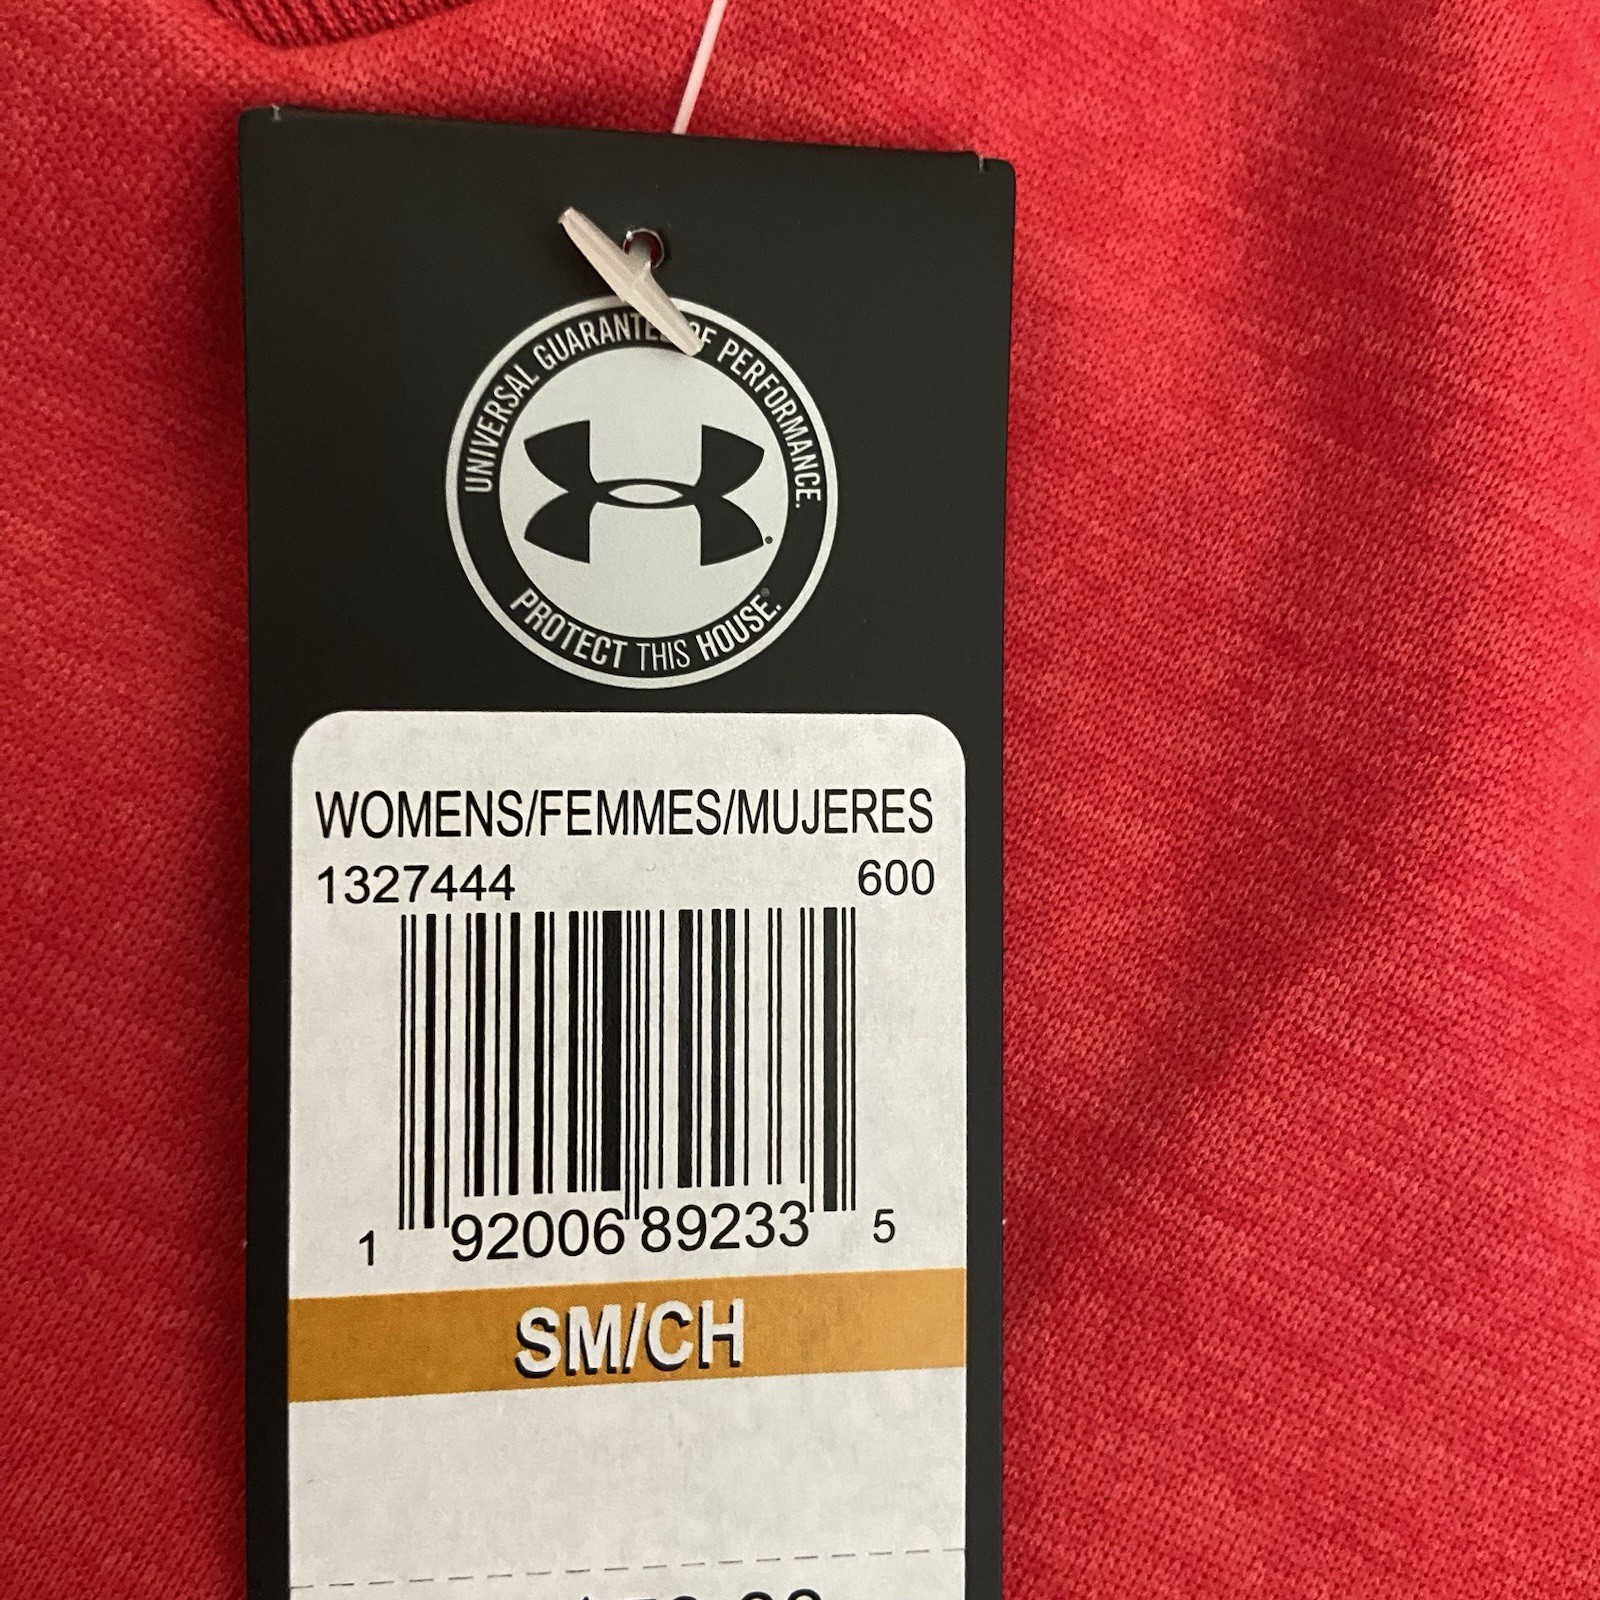 UNIVERSAL GUARANTEE OF PERFORMANCE.
PROTECT THIS HOUSE.®
WOMENS/FEMMES/MUJERES
1327444 600
1 92006 89233 5
SM/CH